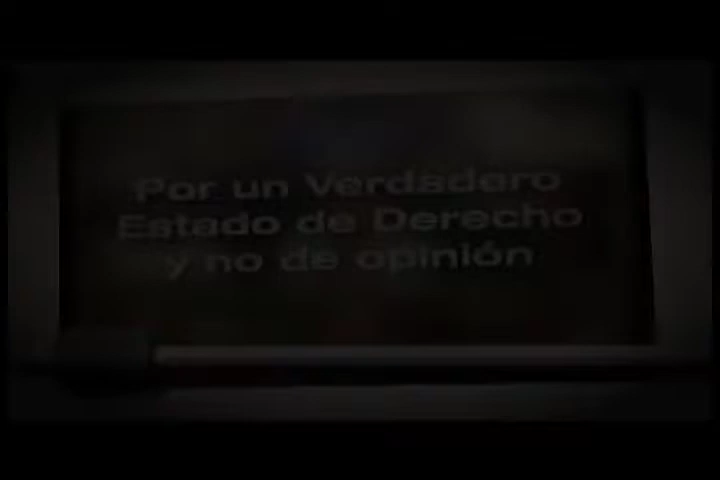 Por un Verdadero
Estado de Derecho
y no de opinión